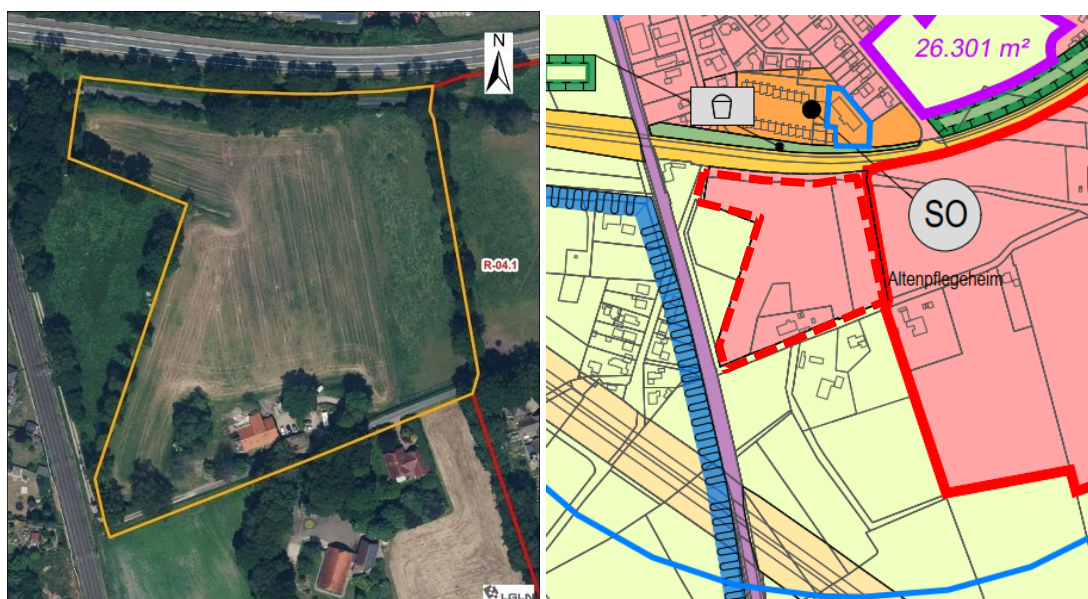 N
R-04.1
LGLN
26.301 m²
SO
Altenpflegeheim